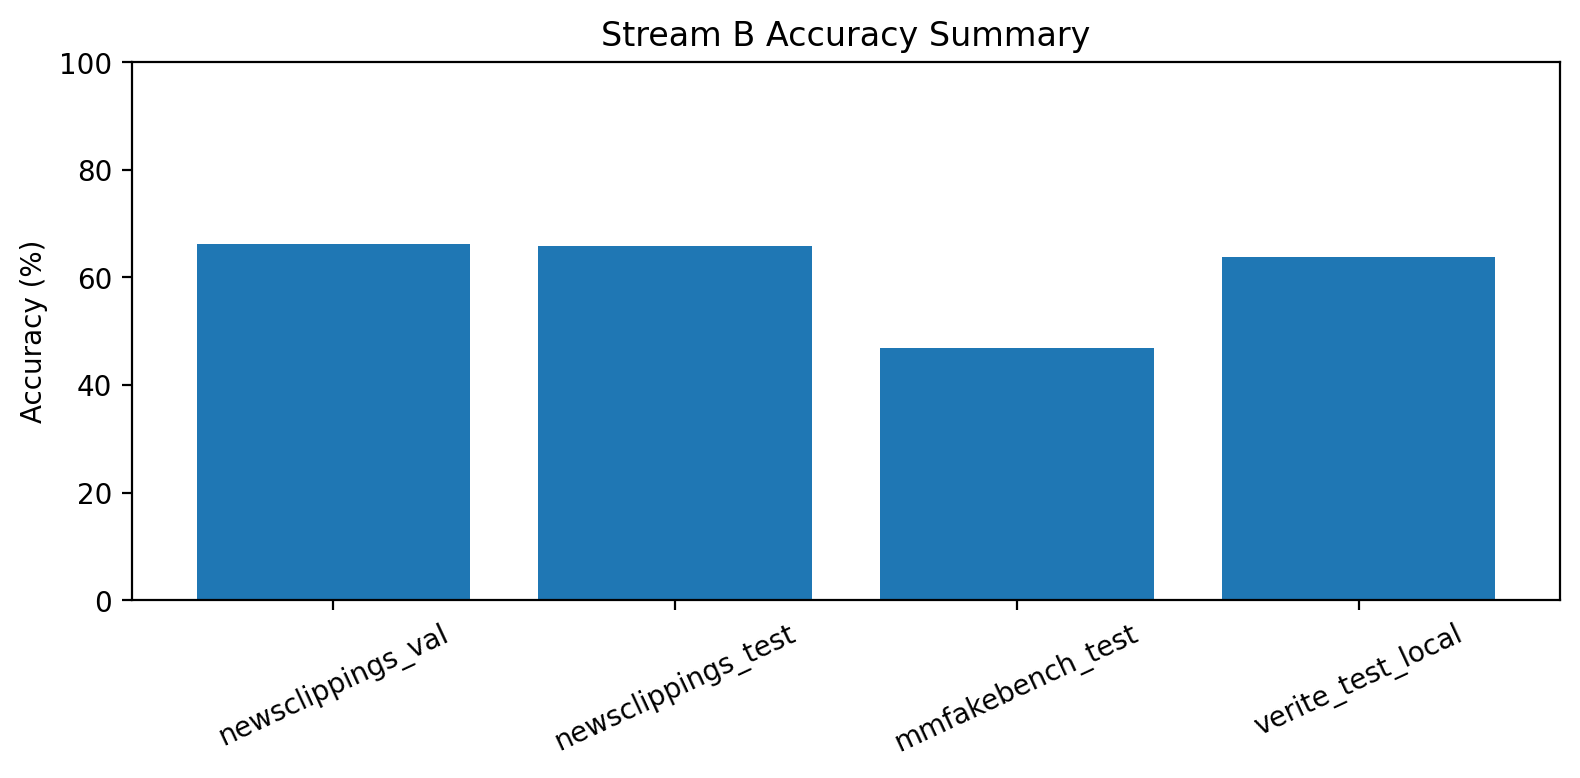 Stream B Accuracy Summary
Accuracy (%)
100
80
60
40
20
0
newsclippings_val
newsclippings_test
mmfakebench_test
verite_test_local